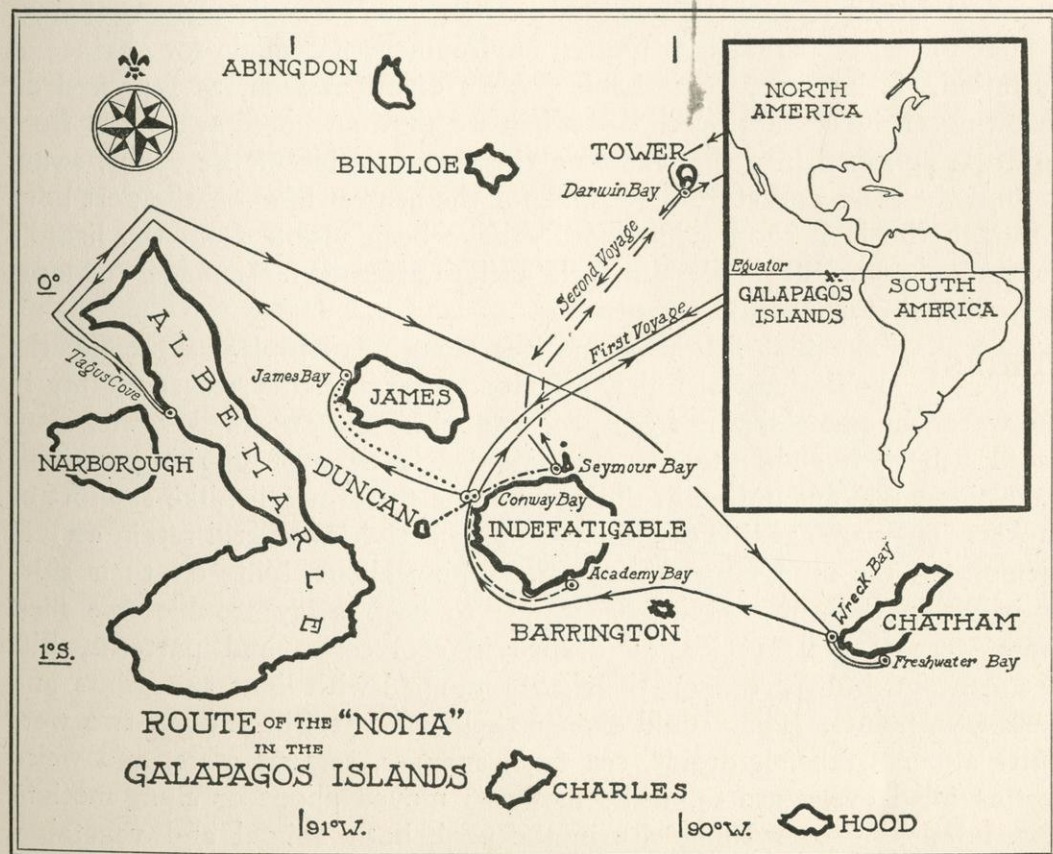 ABINGDON
BINDLOE
TOWER
Darwin Bay
NORTH
AMERICA
Equator
GALAPAGOS
ISLANDS
SOUTH
AMERICA
0°
Second Voyage
First Voyage
ALBEMARLE
Tagus Cove
James Bay
JAMES
NARBOROUGH
DUNCAN
Seymour Bay
Conway Bay
INDEFATIGABLE
Academy Bay
BARRINGTON
Wreck Bay
CHATHAM
Freshwater Bay
1°S.
ROUTE OF THE "NOMA"
IN THE
GALAPAGOS ISLANDS
CHARLES
91°W.
90°W.
HOOD